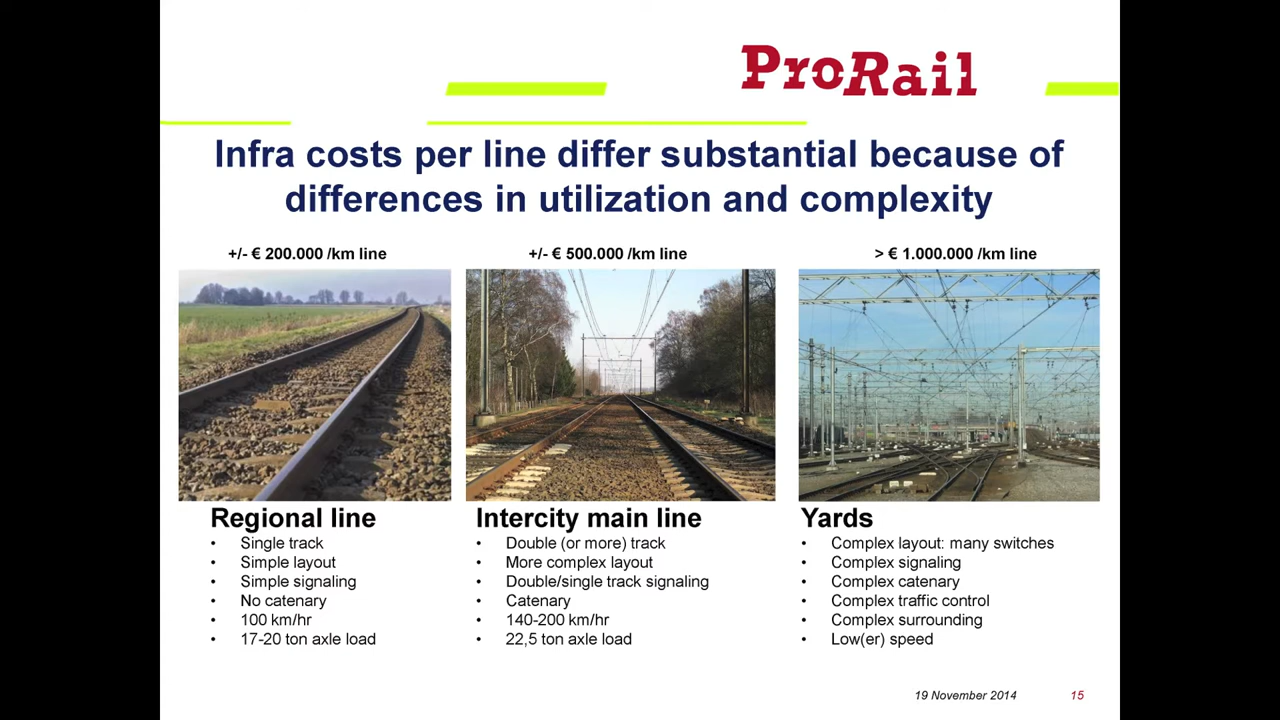 ProRail
Infra costs per line differ substantial because of
differences in utilization and complexity
+/- € 200.000 /km line
+/- € 500.000 /km line
> € 1.000.000 /km line
Regional line
• Single track
• Simple layout
• Simple signaling
• No catenary
• 100 km/hr
• 17-20 ton axle load
Intercity main line
• Double (or more) track
• More complex layout
• Double/single track signaling
• Catenary
• 140-200 km/hr
• 22,5 ton axle load
Yards
• Complex layout: many switches
• Complex signaling
• Complex catenary
• Complex traffic control
• Complex surrounding
• Low(er) speed
19 November 2014
15